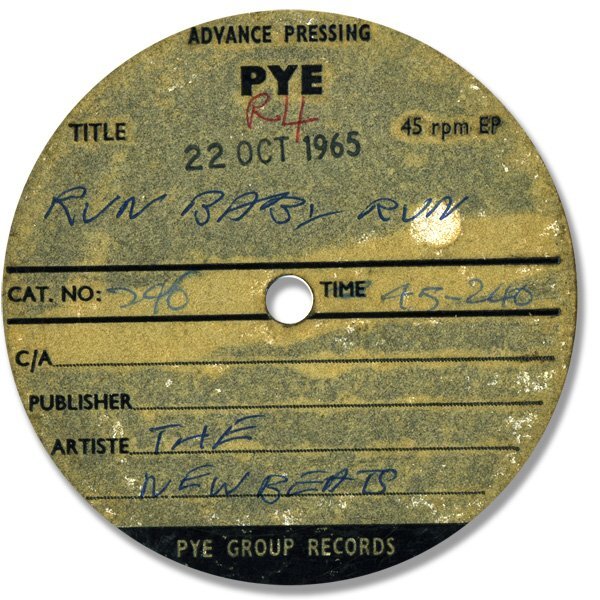 ADVANCE PRESSING
PYE
R4
TITLE 45 rpm EP
22 OCT 1965
RUN BABY RUN
CAT. NO: TIME 45-240
C/A
PUBLISHER
ARTISTE THE
NEWBEATS
PYE GROUP RECORDS